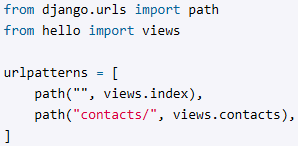 from django.urls import path
from hello import views

urlpatterns = [
    path("", views.index),
    path("contacts/", views.contacts),
]